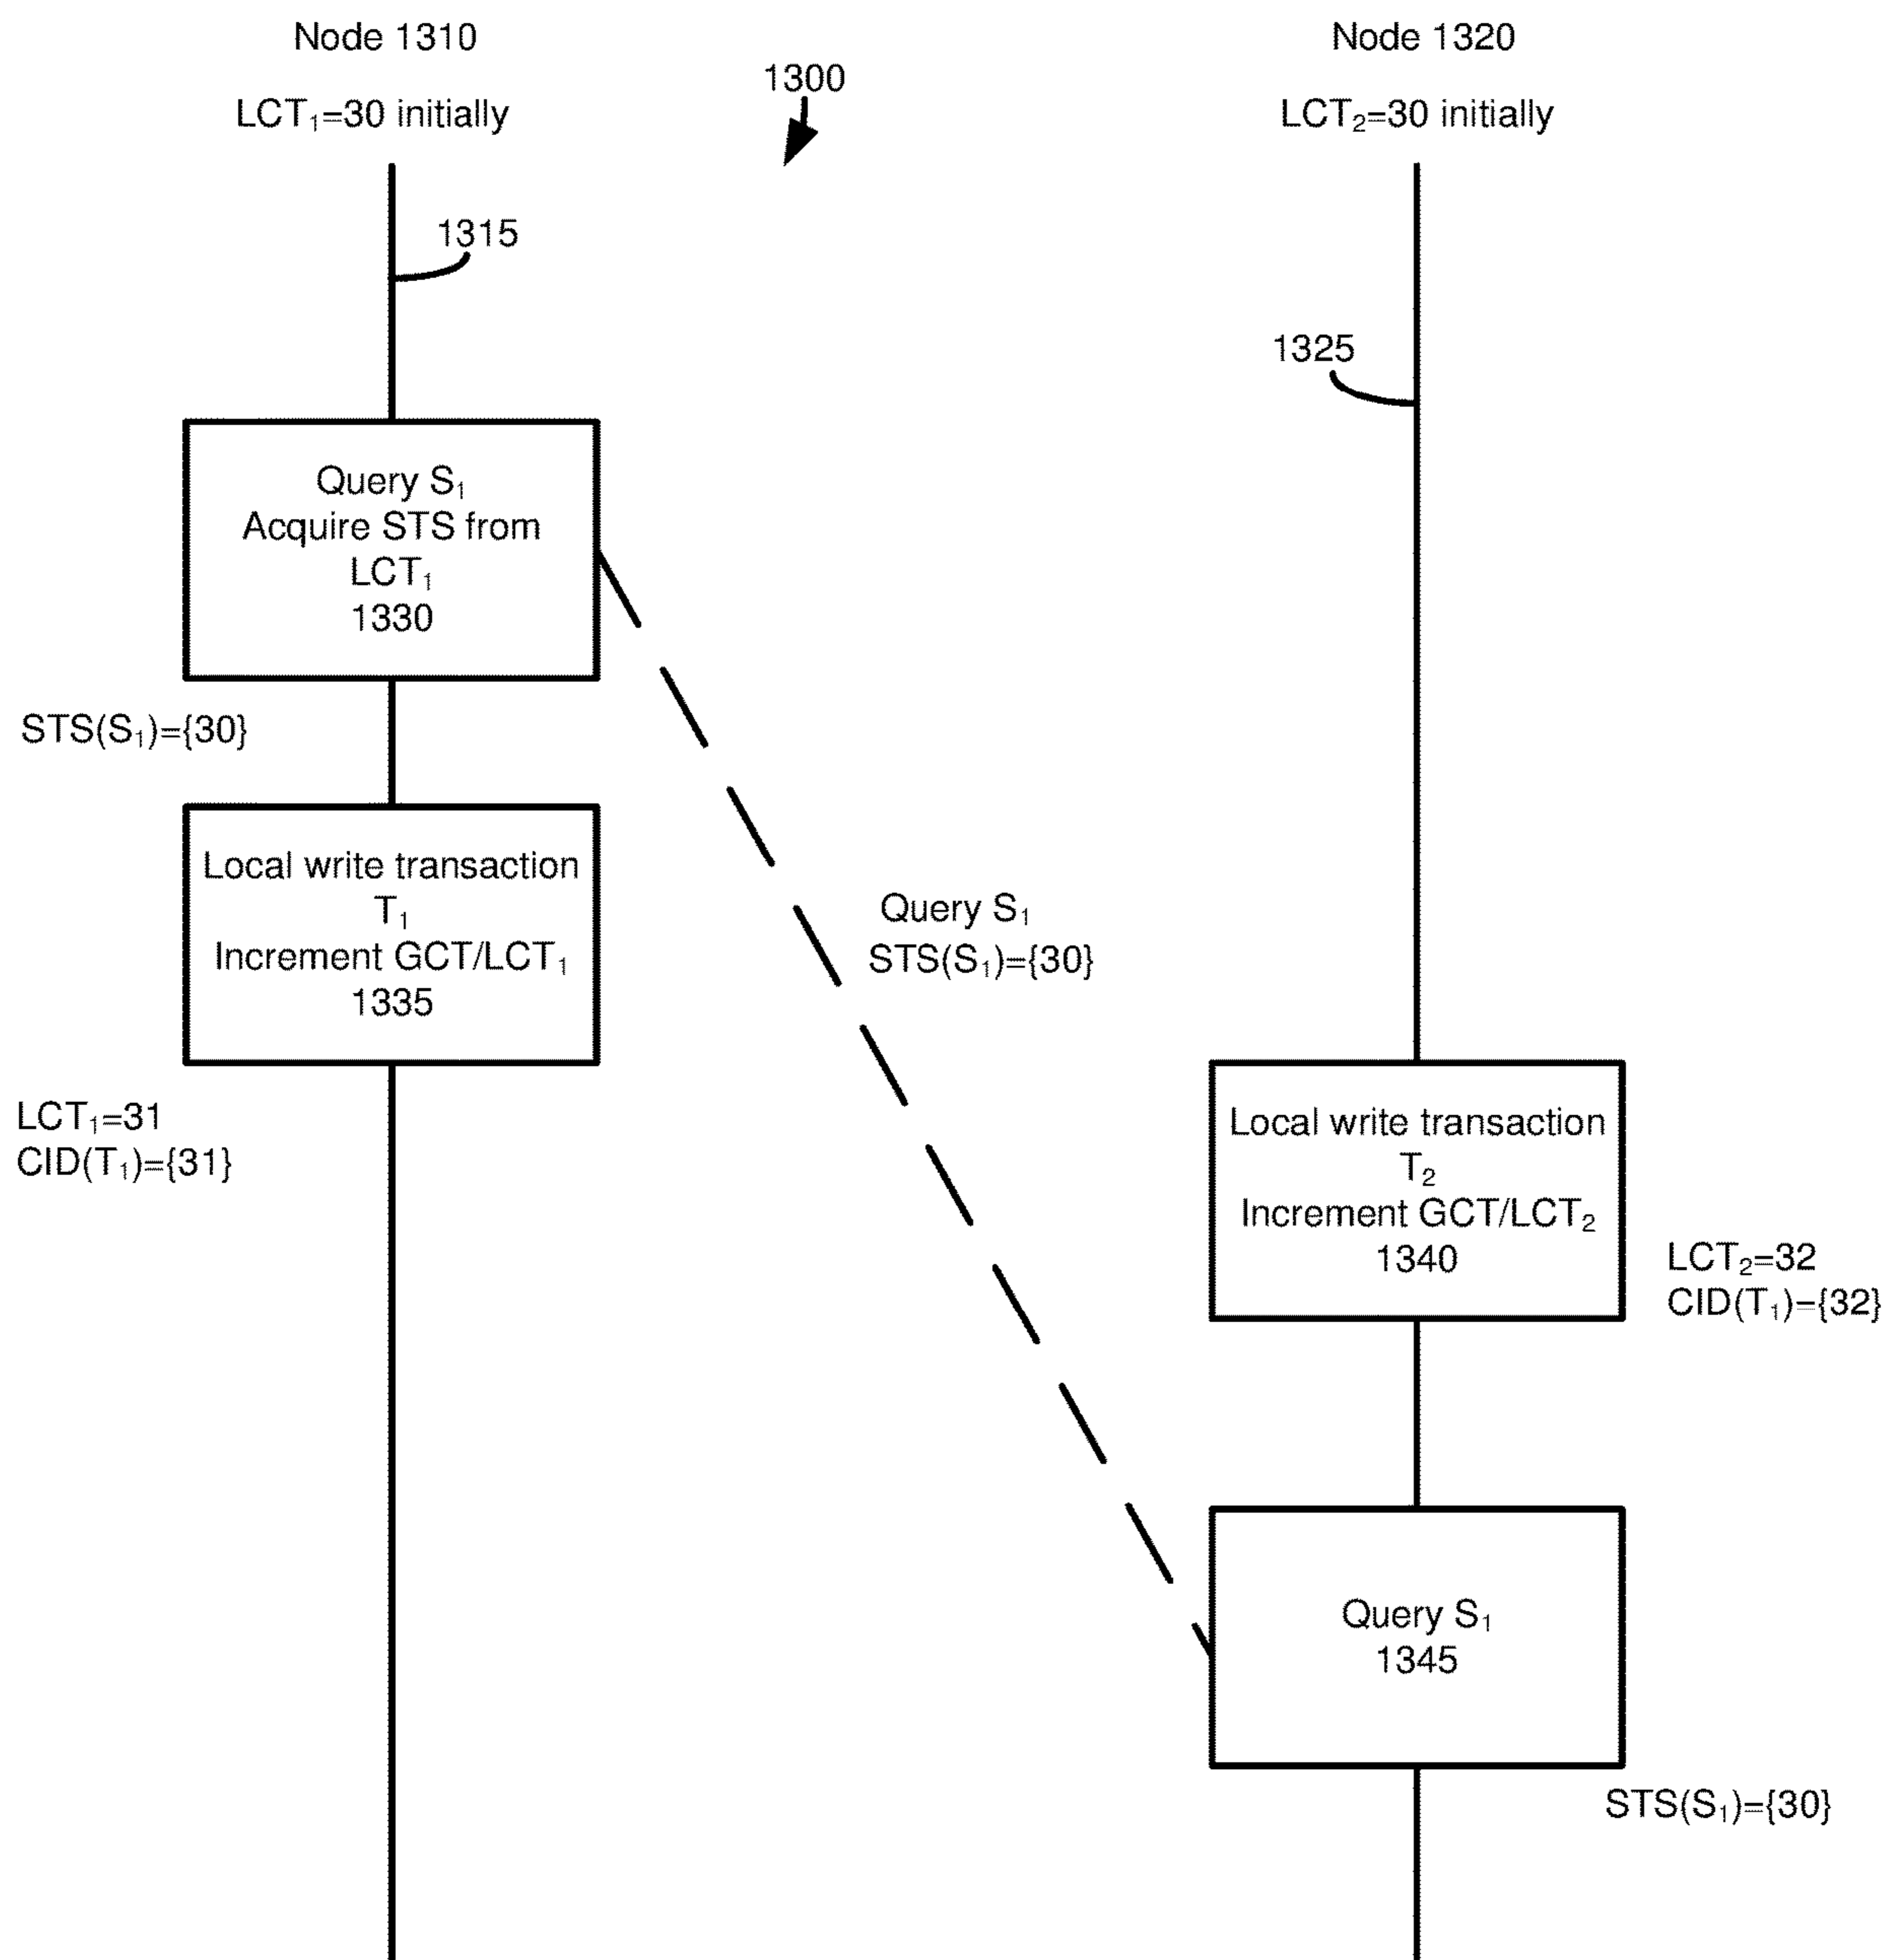 Node 1310
LCT₁=30 initially
1300
Node 1320
LCT₂=30 initially
1315
1325
Query S₁
Acquire STS from
LCT₁
1330
STS(S₁)={30}
Local write transaction
T₁
Increment GCT/LCT₁
1335
LCT₁=31
CID(T₁)={31}
Query S₁
STS(S₁)={30}
Local write transaction
T₂
Increment GCT/LCT₂
1340
LCT₂=32
CID(T₁)={32}
Query S₁
1345
STS(S₁)={30}